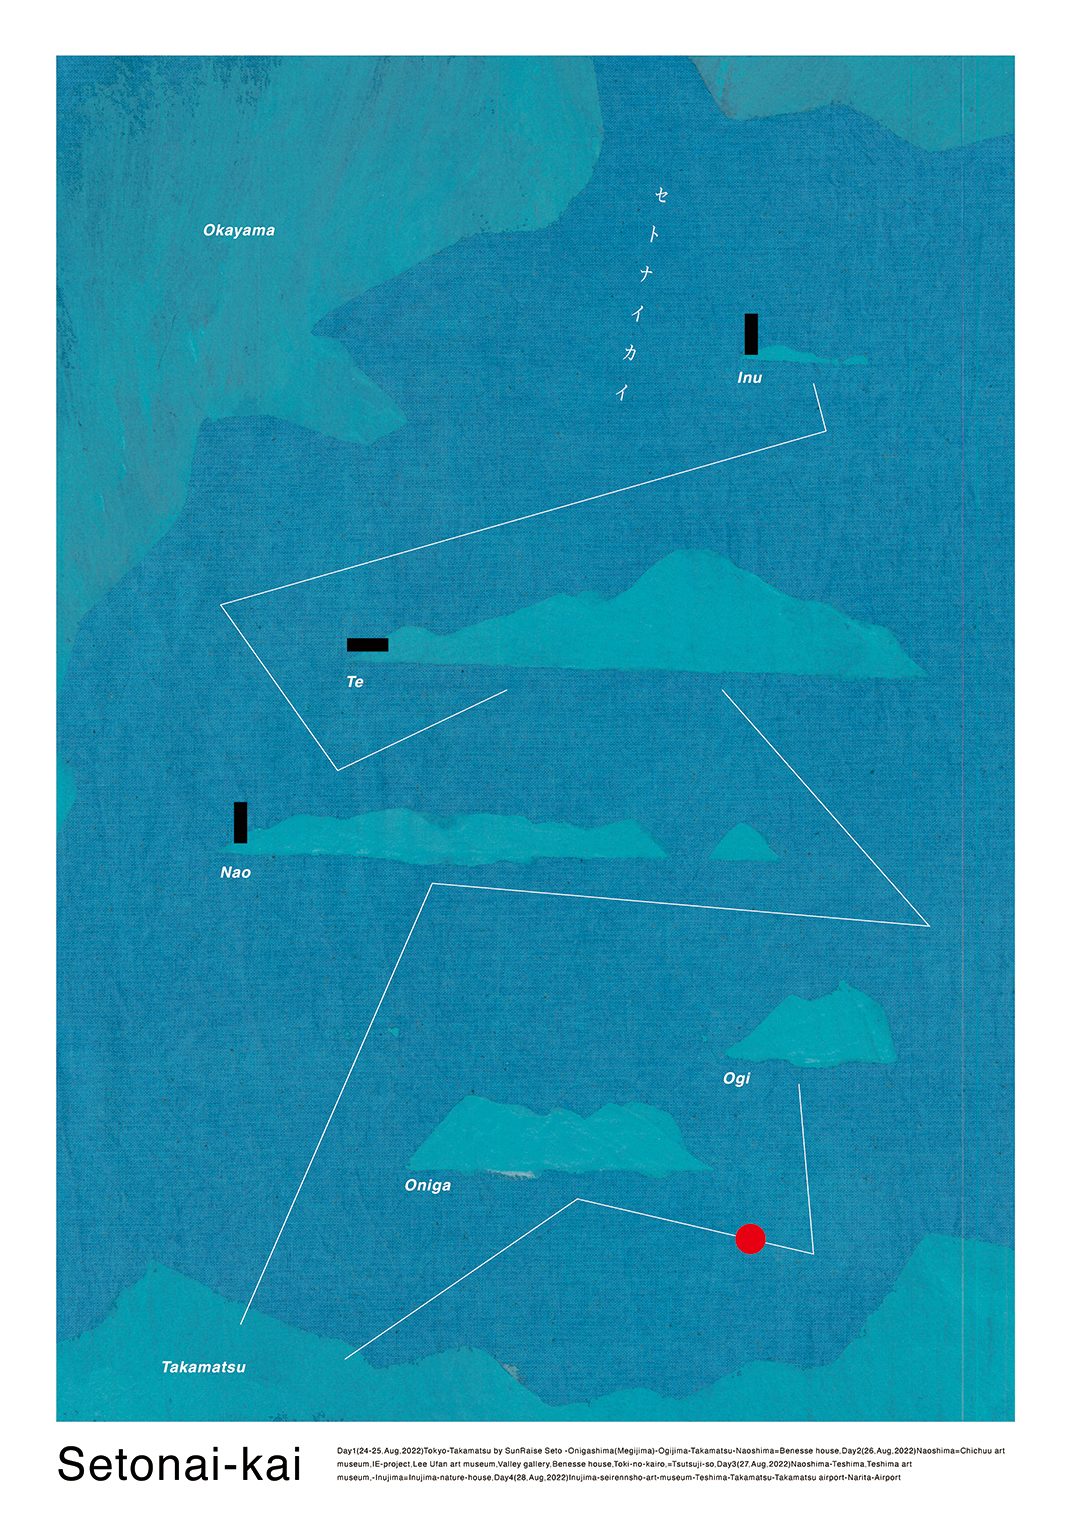 Okayama
セトナイカイ
Inu
Te
Nao
Ogi
Oniga
Takamatsu
Setonai-kai
Day1(24-25,Aug,2022)Tokyo-Takamatsu by SunRaise Seto -Onigashima(Megijima)-Ogijima-Takamatsu-Naoshima=Benesse house,Day2(26,Aug,2022)Naoshima=Chichuu art
museum,IE-project,Lee Ufan art museum,Valley gallery,Benesse house,Toki-no-kairo,=Tsutsuji-so,Day3(27,Aug,2022)Naoshima-Teshima,Teshima art
museum,-Inujima=Inujima-nature-house,Day4(28,Aug,2022)Inujima-seirennsho-art-museum-Teshima-Takamatsu-Takamatsu airport-Narita-Airport